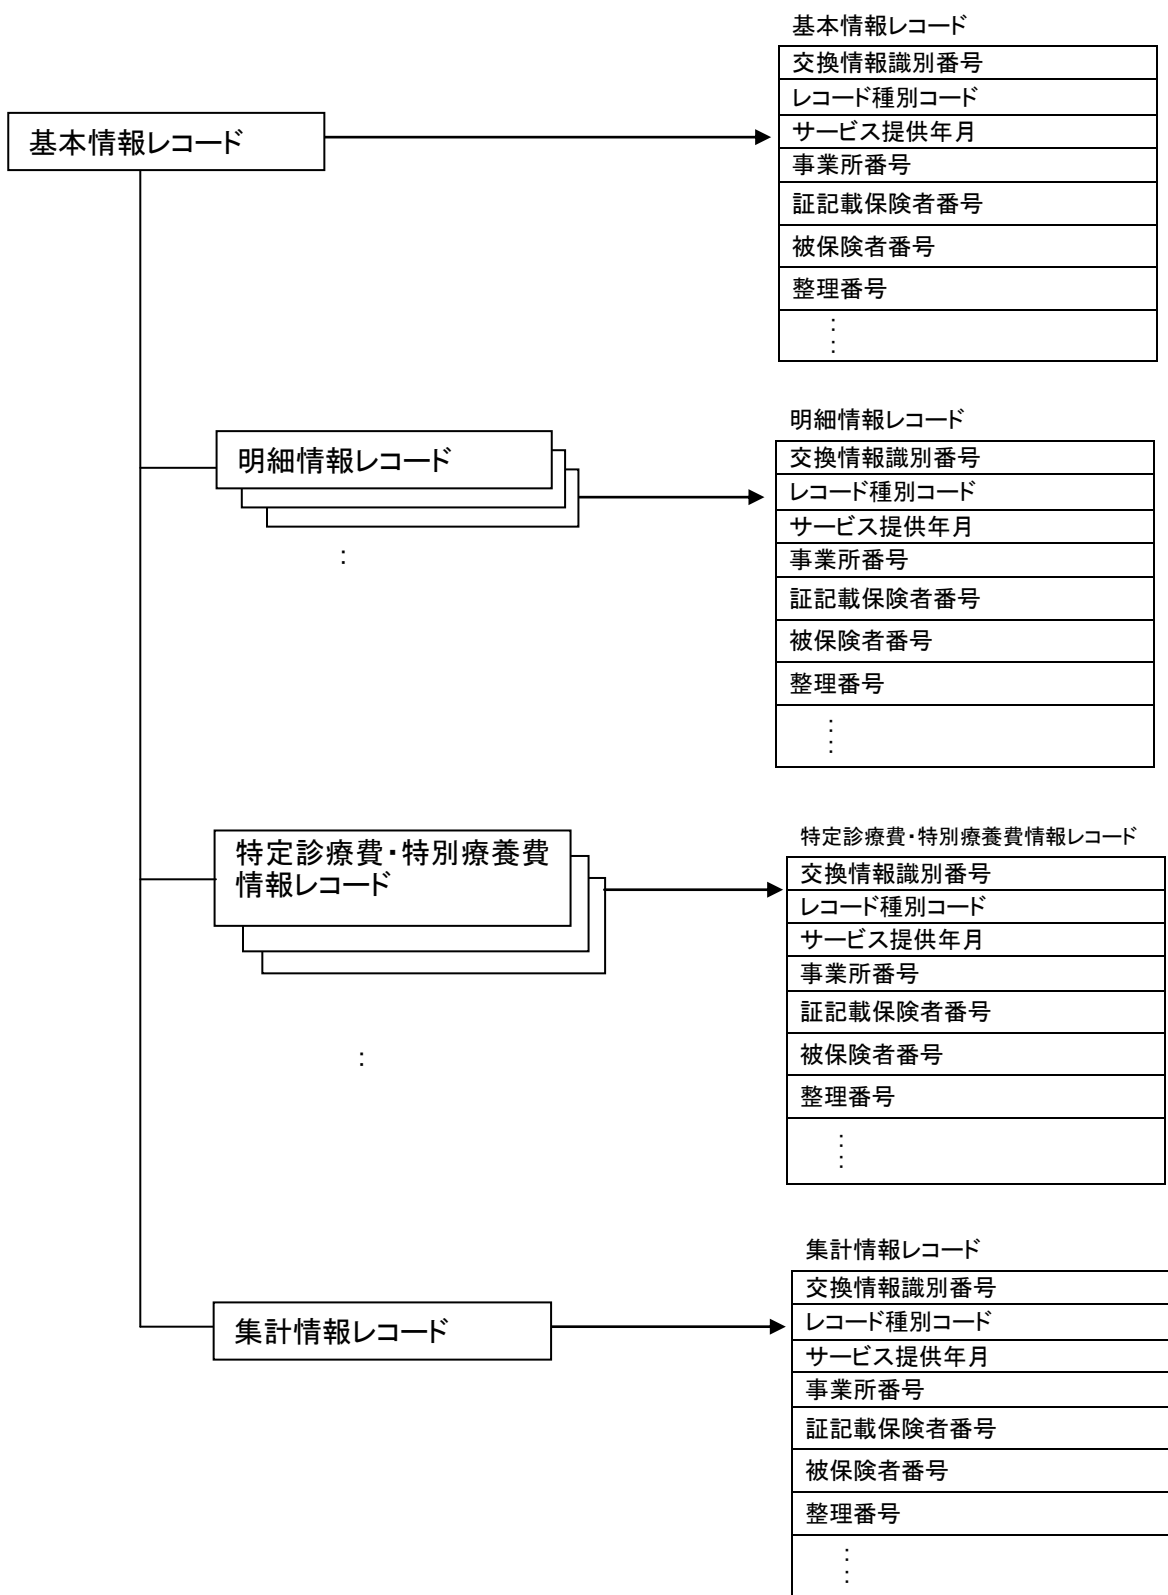 基本情報レコード
基本情報レコード
交換情報識別番号
レコード種別コード
サービス提供年月
事業所番号
証記載保険者番号
被保険者番号
整理番号
：
：
明細情報レコード
：
明細情報レコード
交換情報識別番号
レコード種別コード
サービス提供年月
事業所番号
証記載保険者番号
被保険者番号
整理番号
：
：
特定診療費・特別療養費
情報レコード
：
特定診療費・特別療養費情報レコード
交換情報識別番号
レコード種別コード
サービス提供年月
事業所番号
証記載保険者番号
被保険者番号
整理番号
：
：
集計情報レコード
集計情報レコード
交換情報識別番号
レコード種別コード
サービス提供年月
事業所番号
証記載保険者番号
被保険者番号
整理番号
：
：